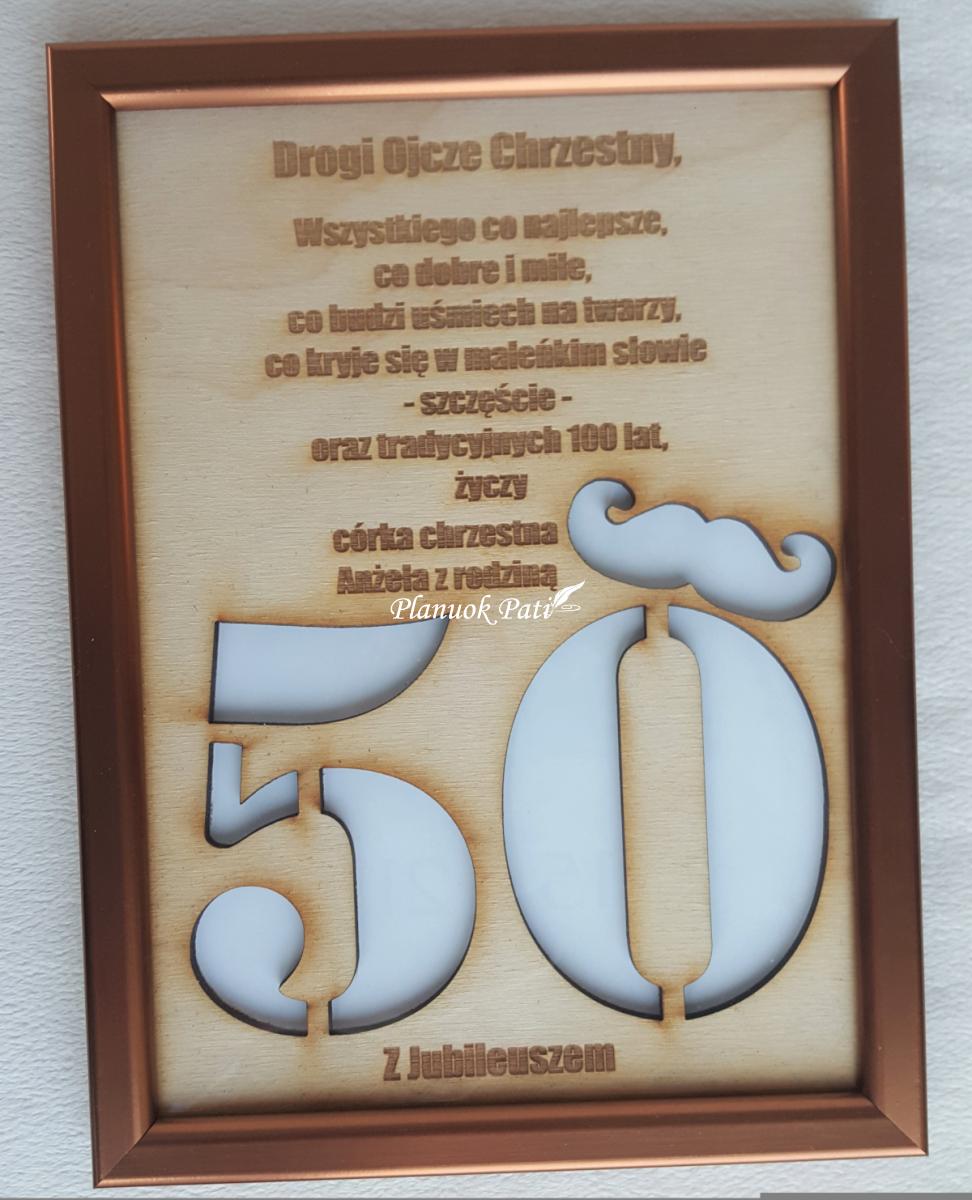 Drogi Ojcze Chrzestny,
Wszystkiego co najlepsze,
co dobre i miłe,
co budzi uśmiech na twarzy,
co kryje się w maleńkim słowie
- szczęście -
oraz tradycyjnych 100 lat,
życzy
córka chrzestna
Anżela z rodziną
Planuok Pati
50
Z Jubileuszem